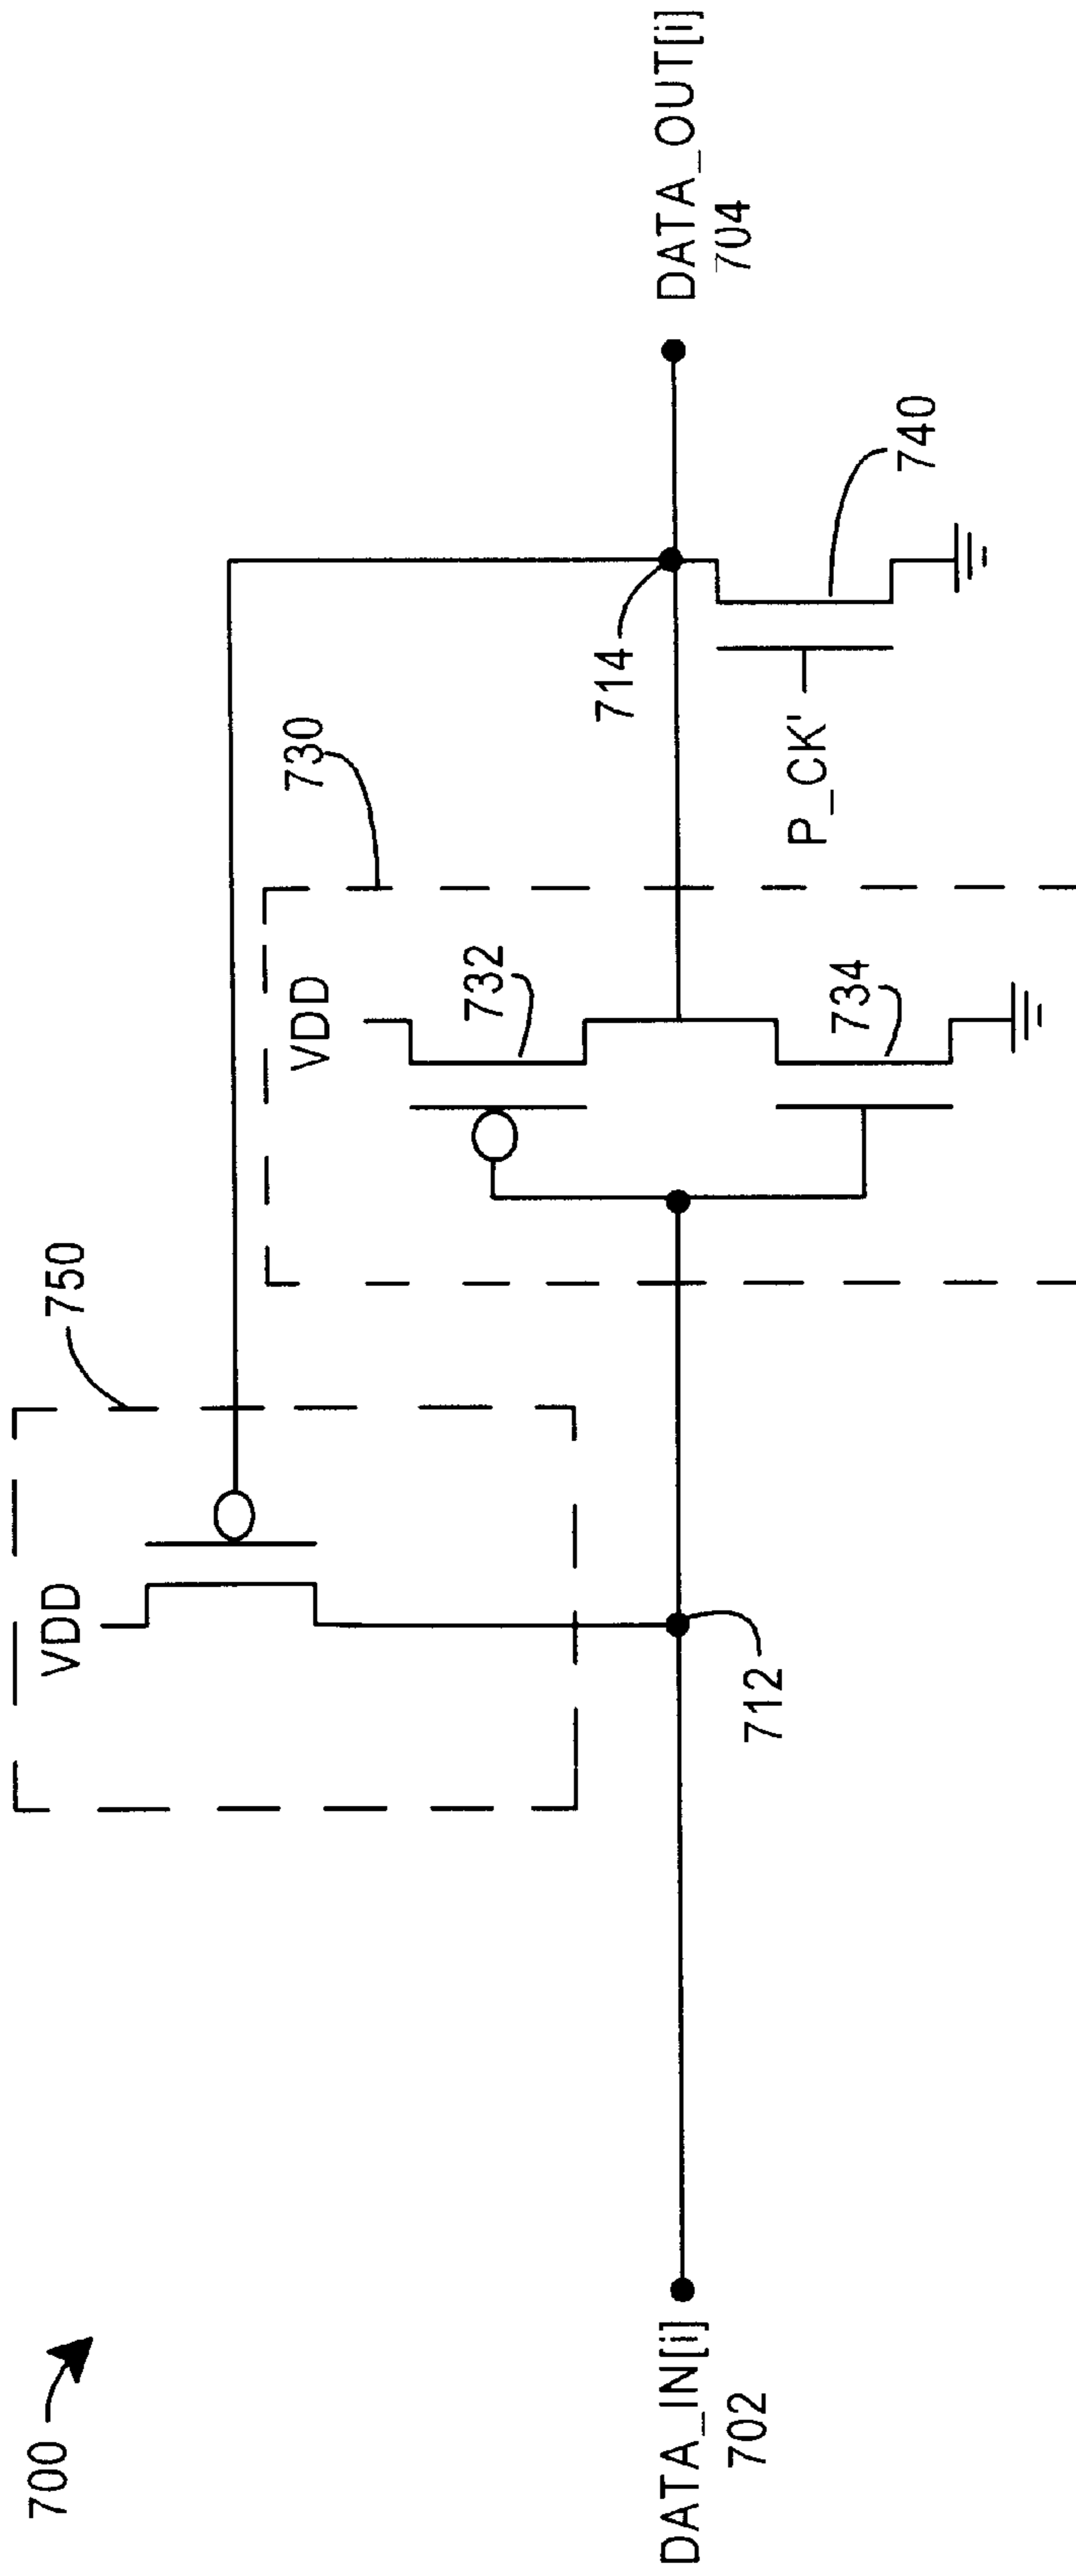 700
750
VDD
730
VDD
732
714
DATA_IN[i]
702
712
734
P_CK'
740
DATA_OUT[i]
704